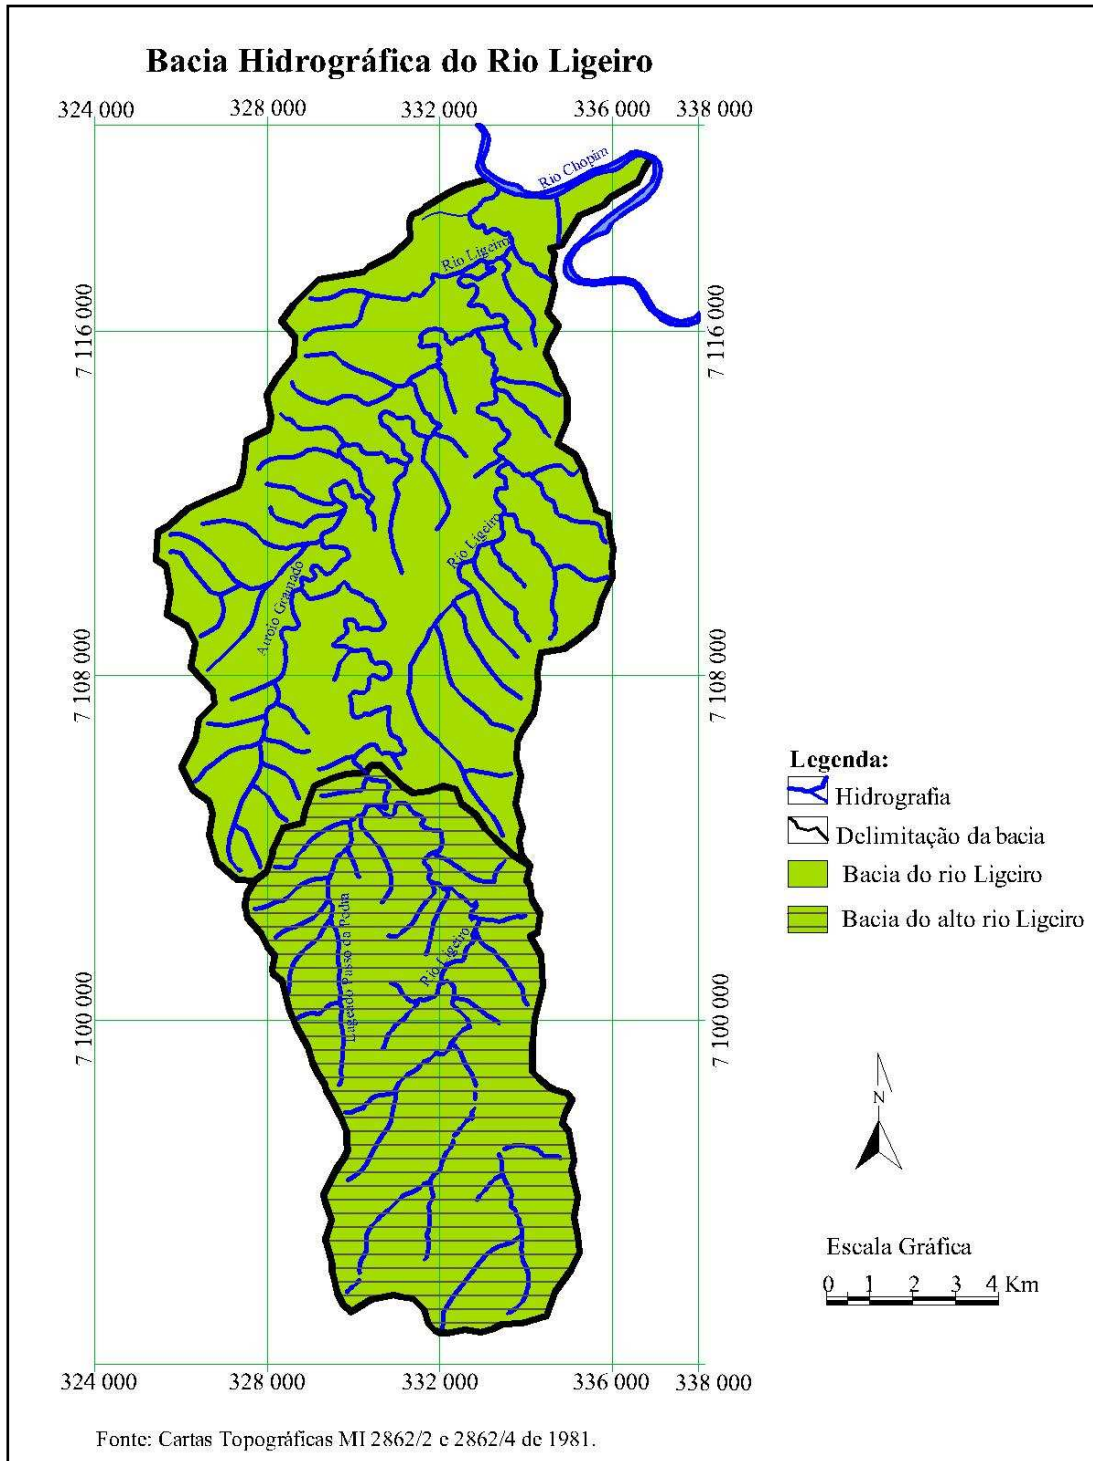 Bacia Hidrográfica do Rio Ligeiro
324 000 328 000 332 000 336 000 338 000
Rio Chopim
Rio Ligeiro
7 116 000 7 116 000
Rio Ligeiro
Arroio Gramado
7 108 000 7 108 000
Legenda:
Hidrografia
Delimitação da bacia
Bacia do rio Ligeiro
Bacia do alto rio Ligeiro
Lageado Passo da Pedra
Rio Ligeiro
7 100 000 7 100 000
N
Escala Gráfica
0 1 2 3 4 Km
324 000 328 000 332 000 336 000 338 000
Fonte: Cartas Topográficas MI 2862/2 e 2862/4 de 1981.